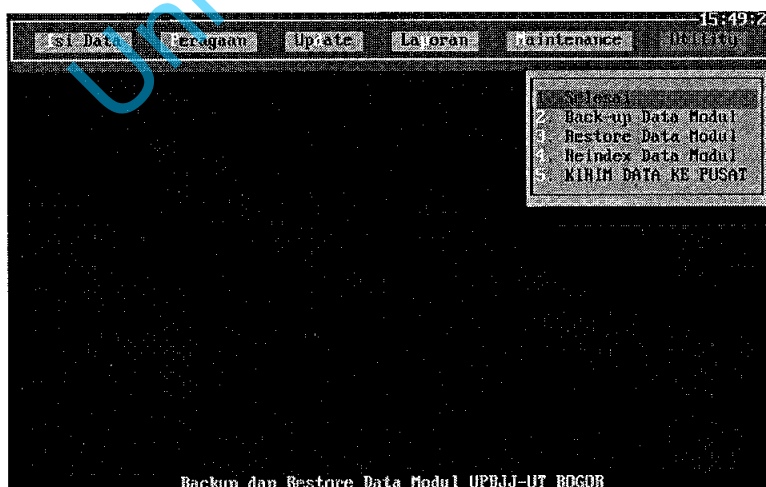 Uni
15:49:2
Isi Data Peragaan Update Laporan Maintenance Utility
1. Selesai
2. Back-up Data Modul
3. Restore Data Modul
4. Reindex Data Modul
5. KIRIM DATA KE PUSAT
Backup dan Restore Data Modul UPBJJ-UT BOGOR